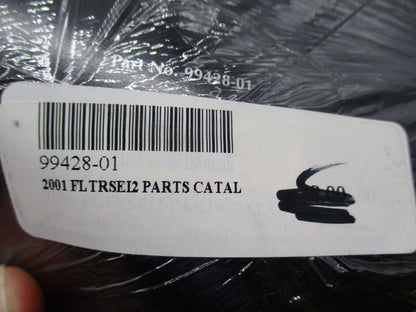 Part No. 99428-01
99428-01
2001 FLTRSEI2 PARTS CATAL